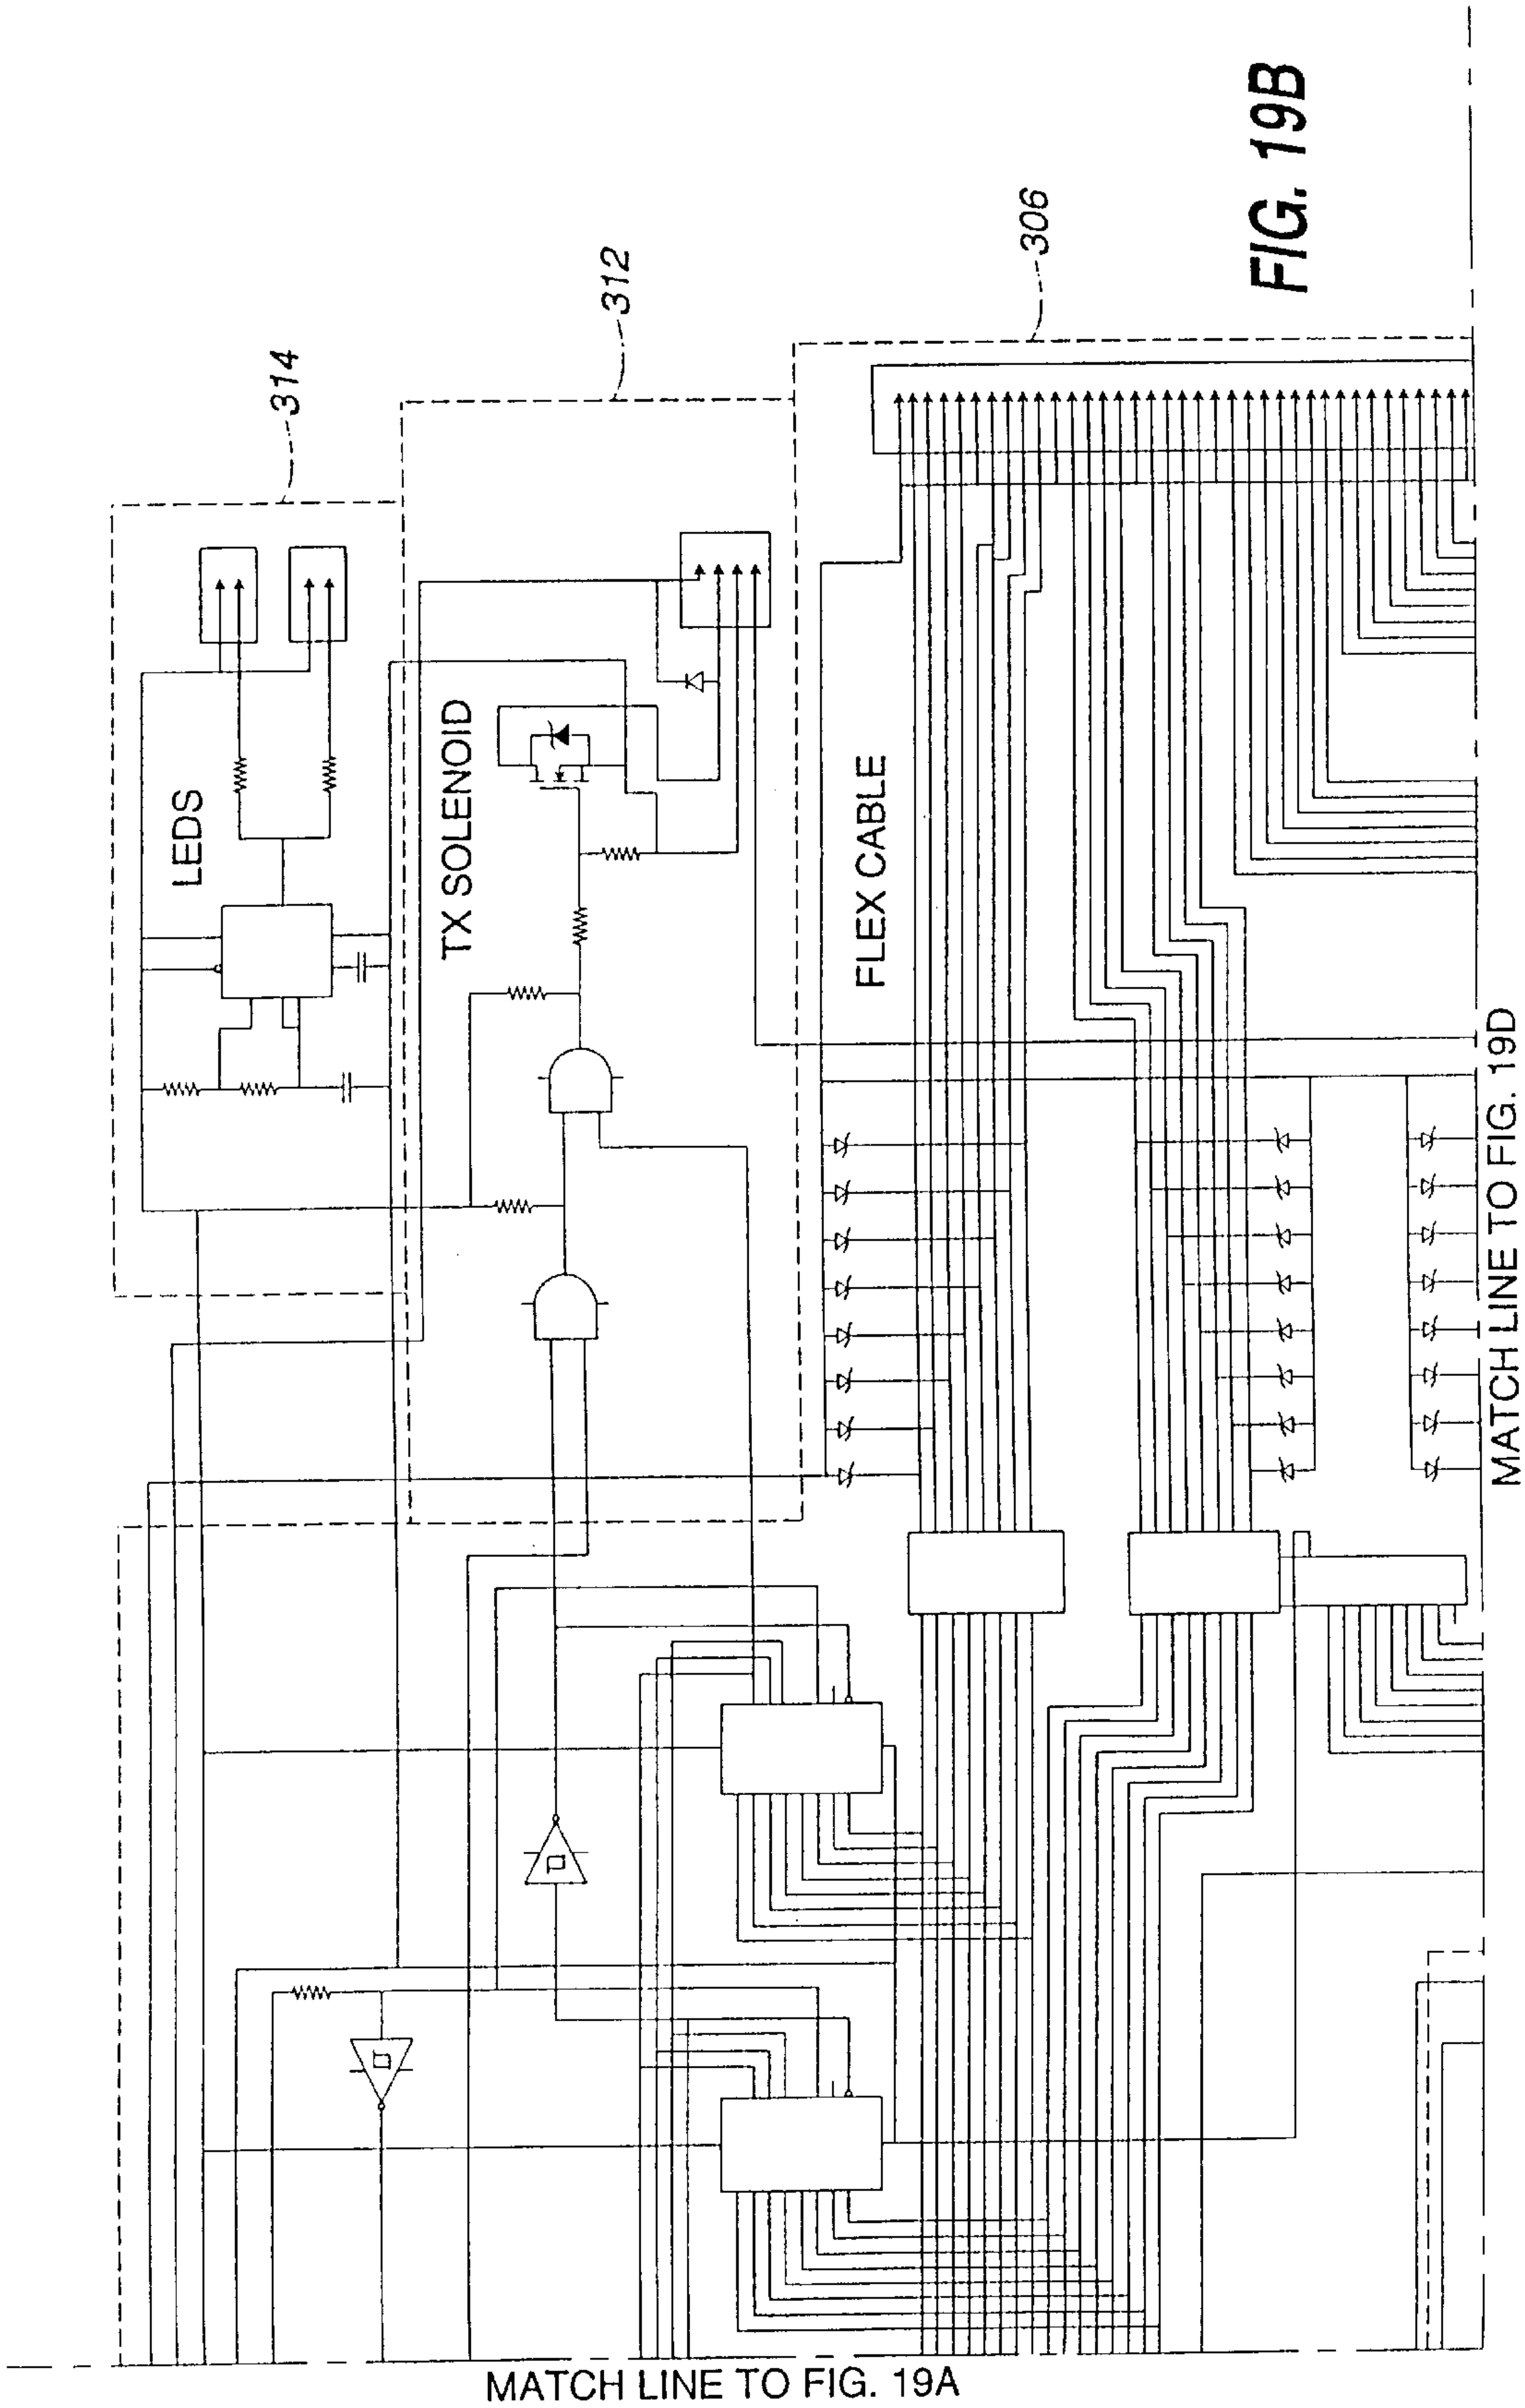 314
LEDS
312
TX SOLENOID
306
FLEX CABLE
FIG. 19B
MATCH LINE TO FIG. 19D
MATCH LINE TO FIG. 19A